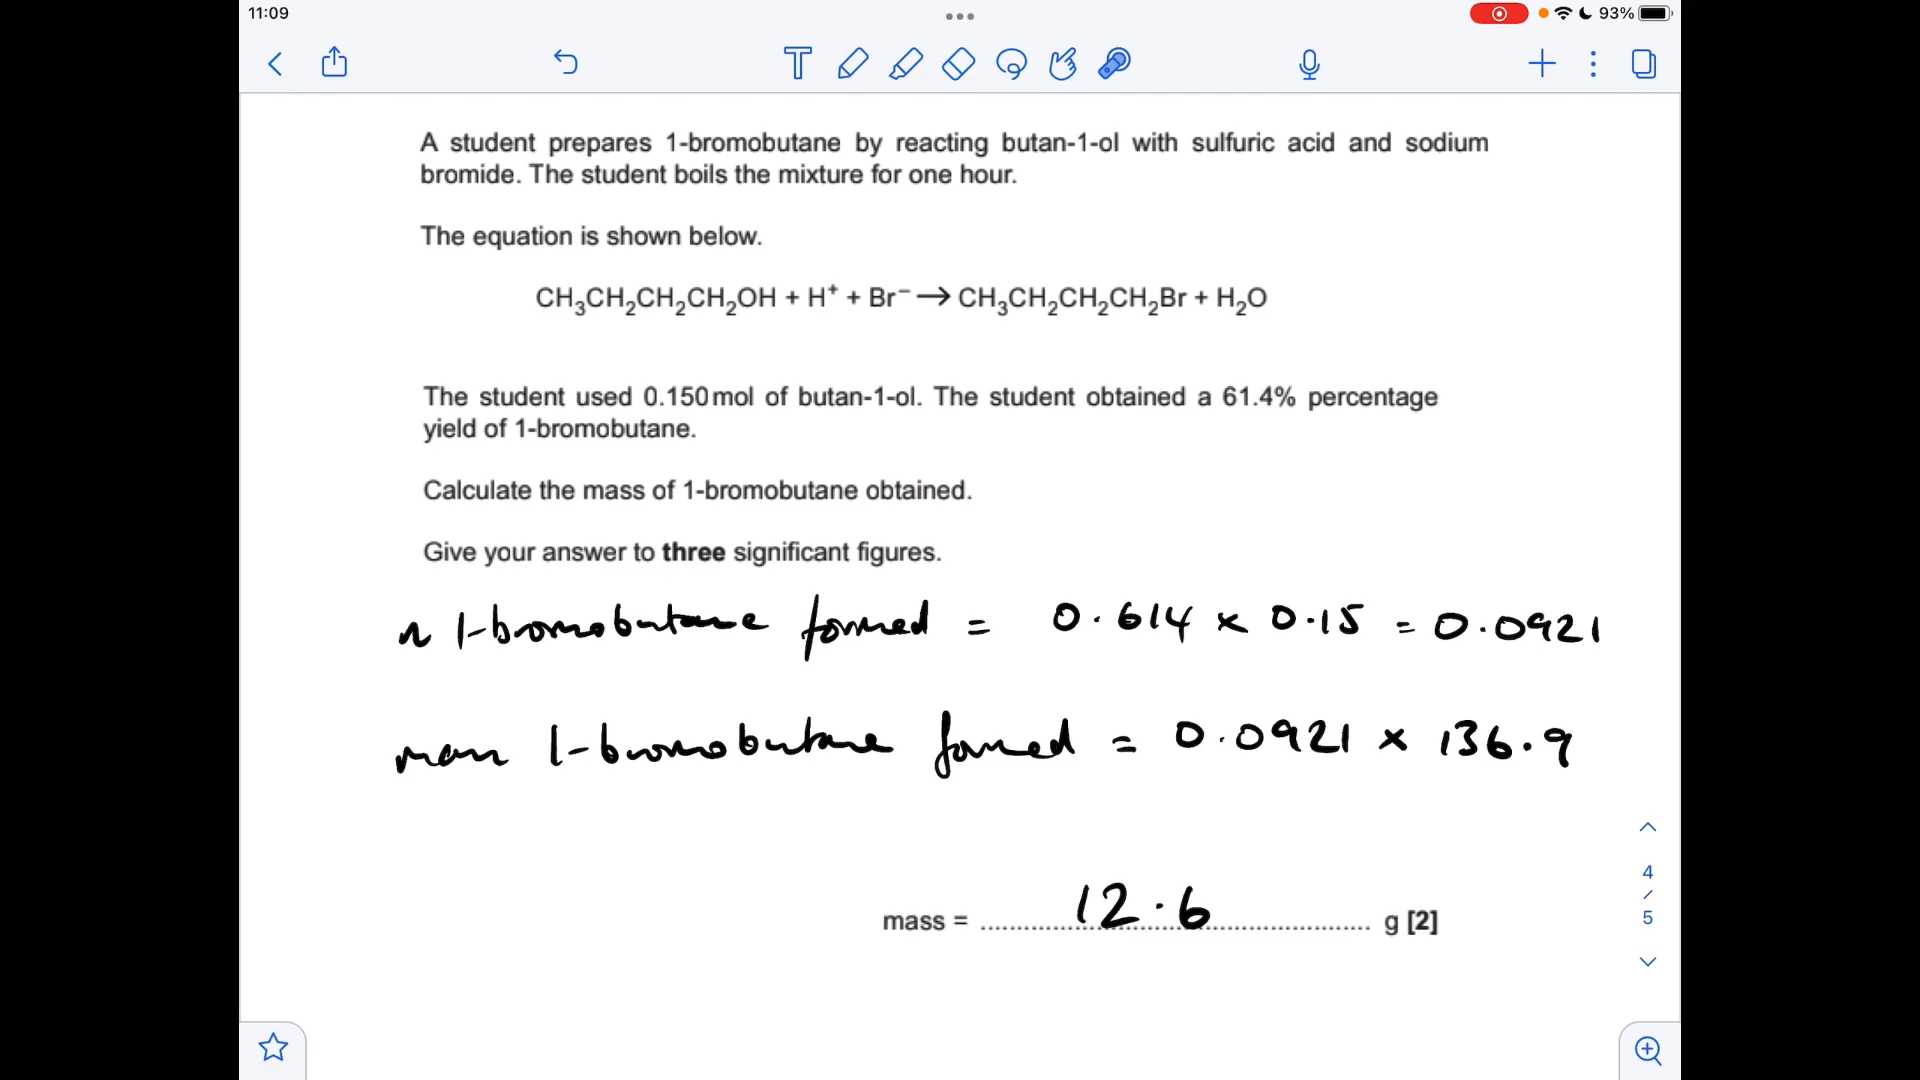 11:09
93%
A student prepares 1-bromobutane by reacting butan-1-ol with sulfuric acid and sodium
bromide. The student boils the mixture for one hour.
The equation is shown below.
CH₃CH₂CH₂CH₂OH + H⁺ + Br⁻ → CH₃CH₂CH₂CH₂Br + H₂O
The student used 0.150 mol of butan-1-ol. The student obtained a 61.4% percentage
yield of 1-bromobutane.
Calculate the mass of 1-bromobutane obtained.
Give your answer to three significant figures.
n 1-bromobutane formed = 0.614 × 0.15 = 0.0921
mass 1-bromobutane formed = 0.0921 × 136.9
mass = 12.6 g [2]
4
/
5